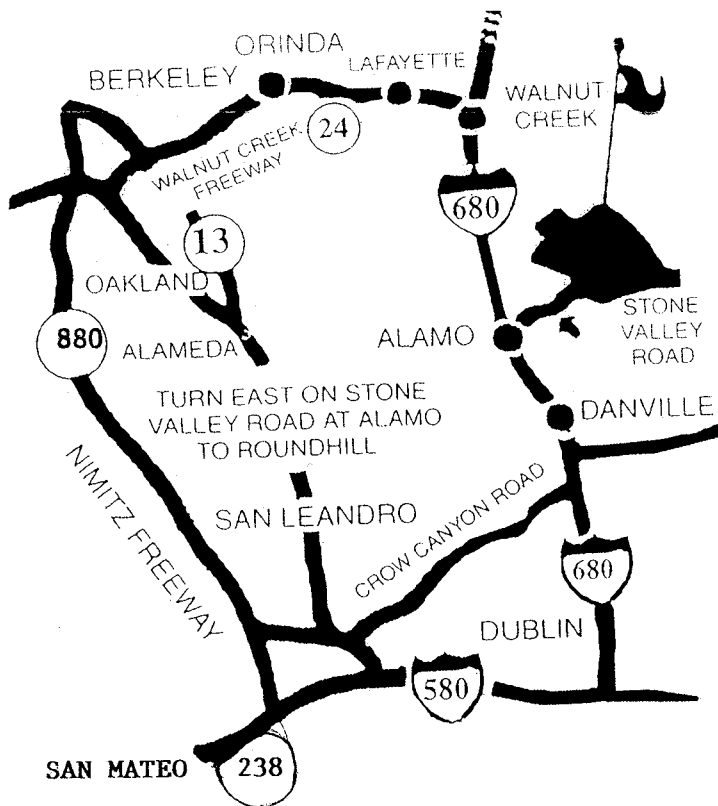 ORINDA
BERKELEY
LAFAYETTE
WALNUT
CREEK
24
WALNUT CREEK
FREEWAY
680
13
OAKLAND
880
ALAMEDA
ALAMO
STONE
VALLEY
ROAD
TURN EAST ON STONE
VALLEY ROAD AT ALAMO
TO ROUNDHILL
DANVILLE
NIMITZ FREEWAY
SAN LEANDRO
CROW CANYON ROAD
680
DUBLIN
580
SAN MATEO
238